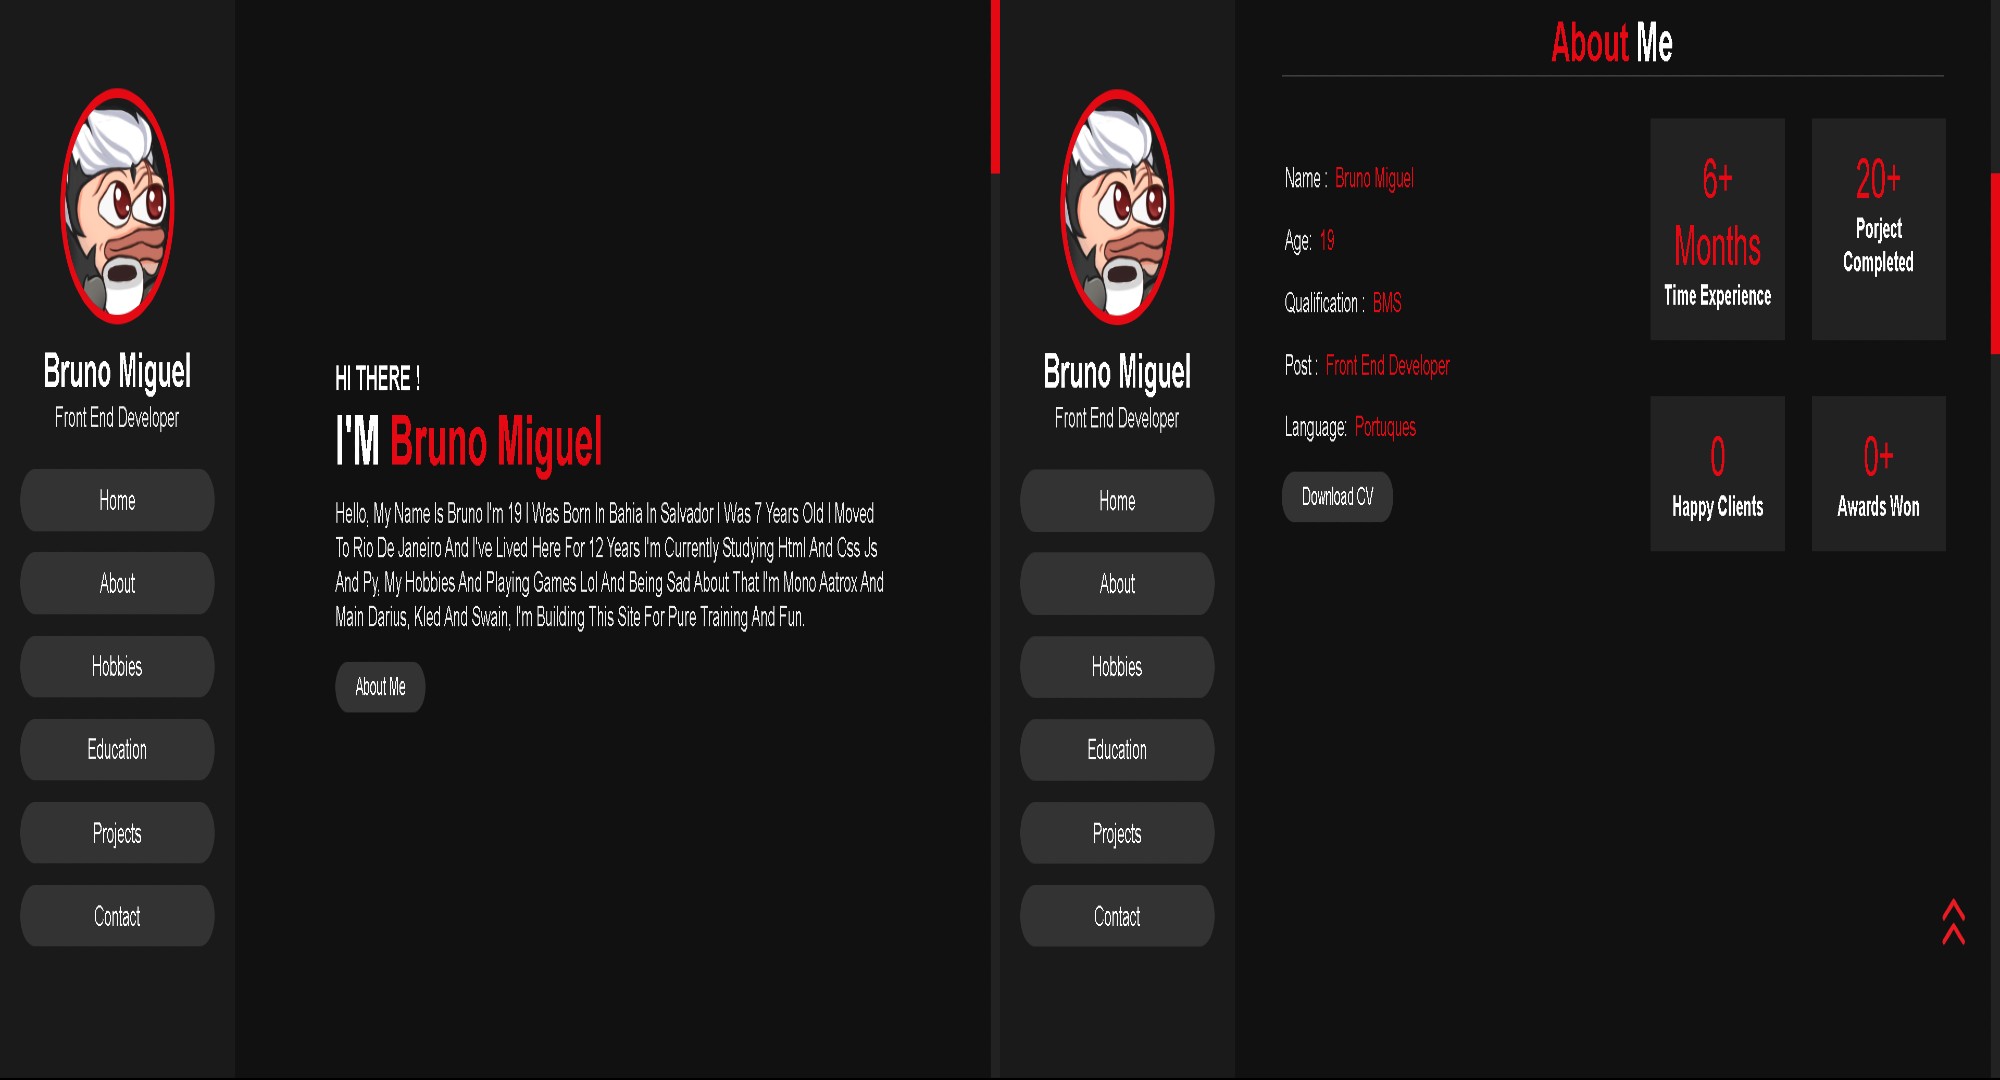 Bruno Miguel
Front End Developer
Home
About
Hobbies
Education
Projects
Contact
HI THERE !
I'M Bruno Miguel
Hello, My Name Is Bruno I'm 19 I Was Born In Bahia In Salvador I Was 7 Years Old I Moved
To Rio De Janeiro And I've Lived Here For 12 Years I'm Currently Studying Html And Css Js
And Py, My Hobbies And Playing Games Lol And Being Sad About That I'm Mono Aatrox And
Main Darius, Kled And Swain, I'm Building This Site For Pure Training And Fun.
About Me
Bruno Miguel
Front End Developer
Home
About
Hobbies
Education
Projects
Contact
About Me
Name : Bruno Miguel
Age: 19
Qualification : BMS
Post : Front End Developer
Language: Portuques
Download CV
6+
Months
Time Experience
20+
Porject
Completed
0
Happy Clients
0+
Awards Won